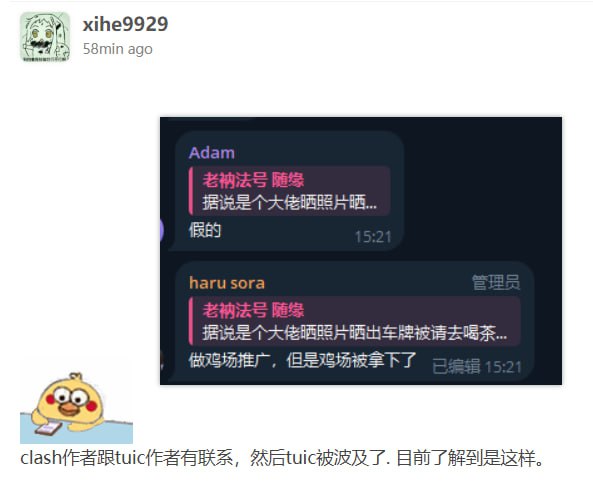 xihe9929
58min ago
Adam
老衲法号 随缘
据说是个大佬晒照片晒...
假的
15:21
haru sora 管理员
老衲法号 随缘
据说是个大佬晒照片晒出车牌被请去喝茶...
做鸡场推广，但是鸡场被拿下了 已编辑 15:21
clash作者跟tuic作者有联系，然后tuic被波及了. 目前了解到是这样。